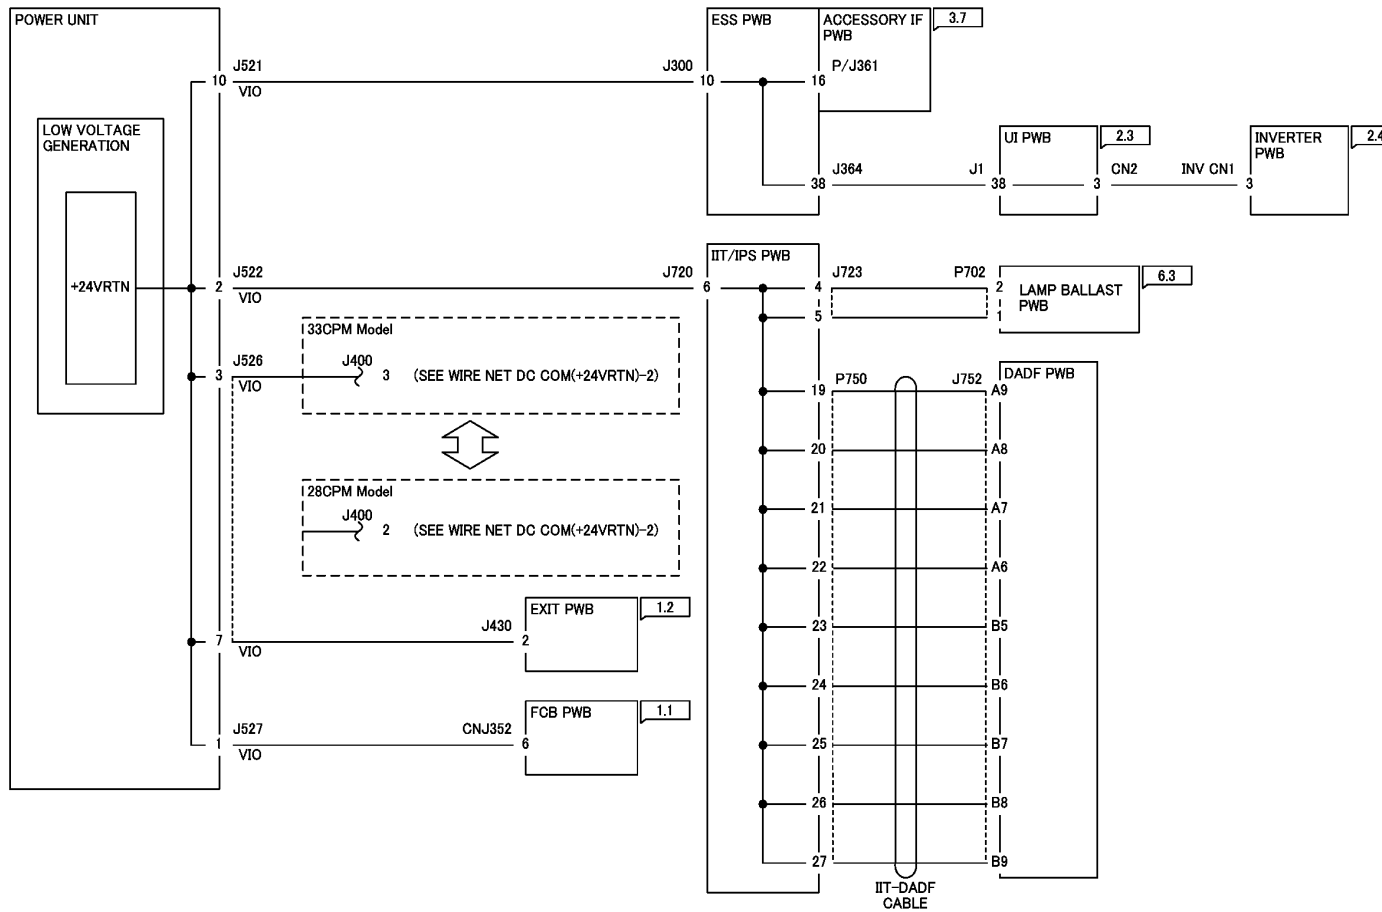 POWER UNIT
ESS PWB
ACCESSORY IF
PWB
3.7
J521
J300
P/J361
10
VIO
10
16
LOW VOLTAGE
GENERATION
UI PWB
2.3
INVERTER
PWB
2.4
J364
J1
CN2
INV CN1
38
38
3
3
IIT/IPS PWB
+24VRTN
J522
J720
J723
P702
6.3
2
VIO
6
4
2
LAMP BALLAST
PWB
5
1
33CPM Model
J526
J400
3
VIO
3
(SEE WIRE NET DC COM(+24VRTN)-2)
DADF PWB
P750
J752
19
A9
20
A8
28CPM Model
J400
2
(SEE WIRE NET DC COM(+24VRTN)-2)
21
A7
22
A6
EXIT PWB
1.2
J430
7
VIO
2
23
B5
24
B6
FCB PWB
1.1
J527
CNJ352
1
VIO
6
25
B7
26
B8
27
B9
IIT-DADF
CABLE